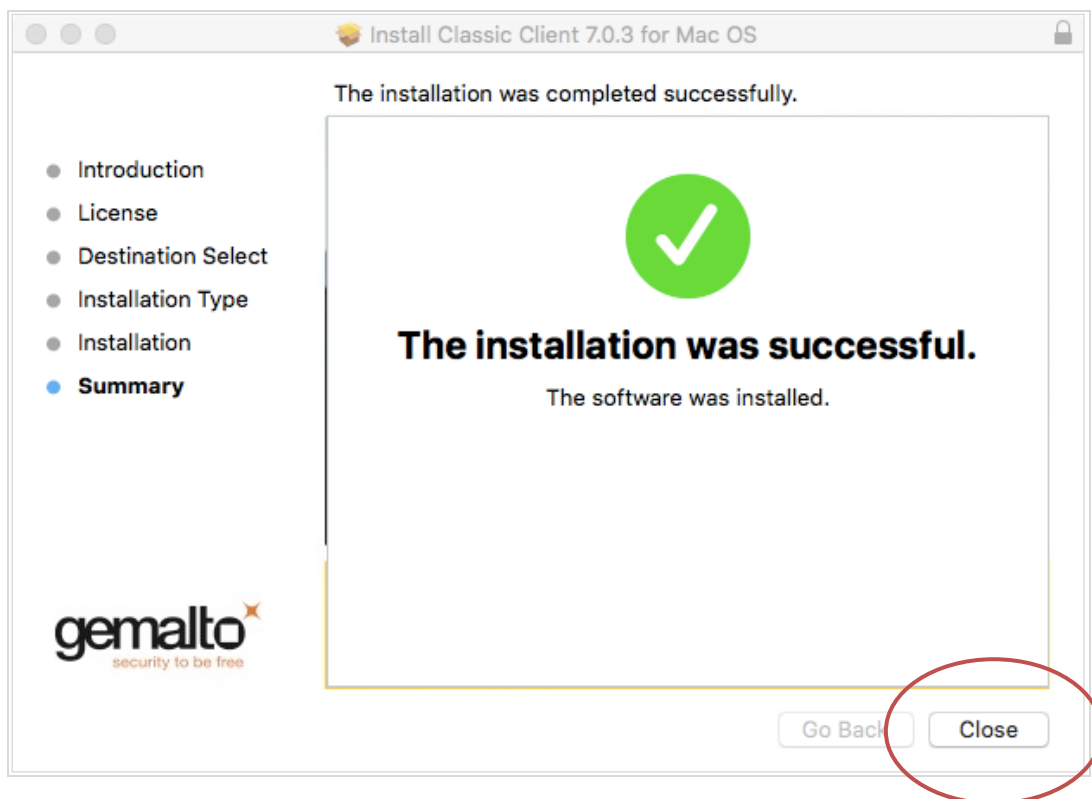 Install Classic Client 7.0.3 for Mac OS
The installation was completed successfully.
Introduction
License
Destination Select
Installation Type
Installation
Summary
The installation was successful.
The software was installed.
gemalto
security to be free
Go Back
Close